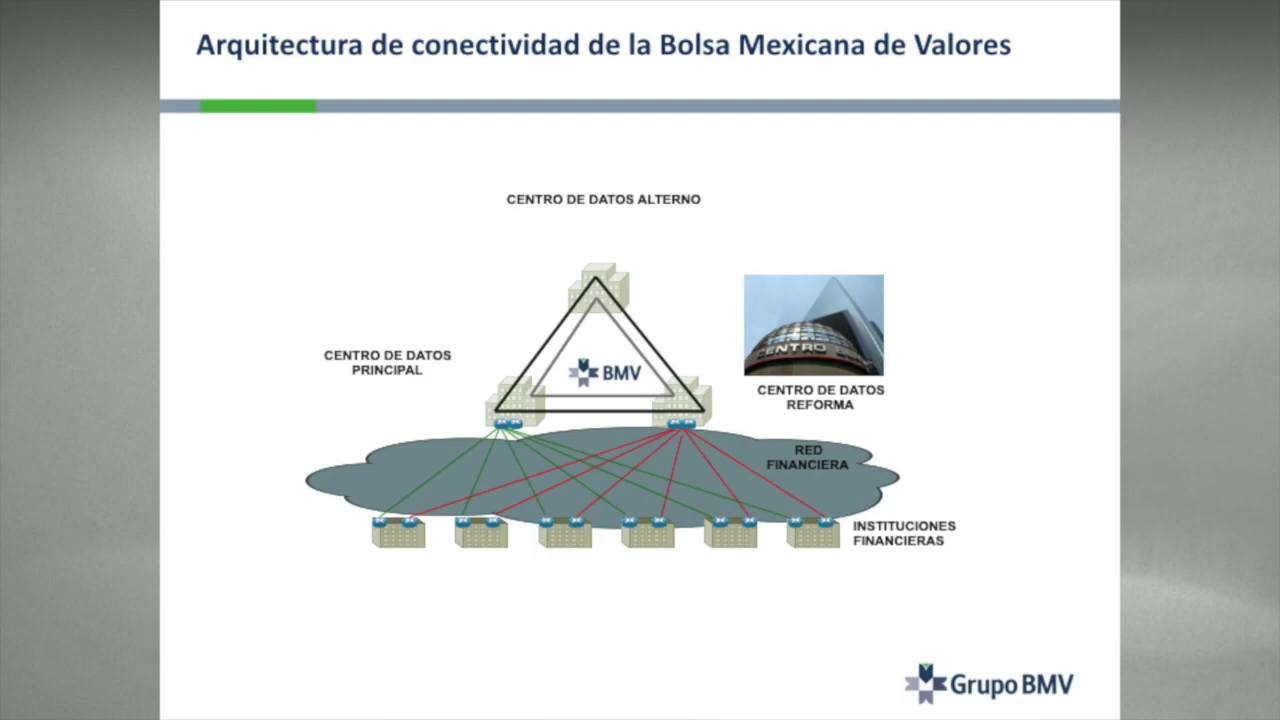 Arquitectura de conectividad de la Bolsa Mexicana de Valores
CENTRO DE DATOS ALTERNO
CENTRO DE DATOS
PRINCIPAL
BMV
CENTRO
CENTRO DE DATOS
REFORMA
RED
FINANCIERA
INSTITUCIONES
FINANCIERAS
Grupo BMV